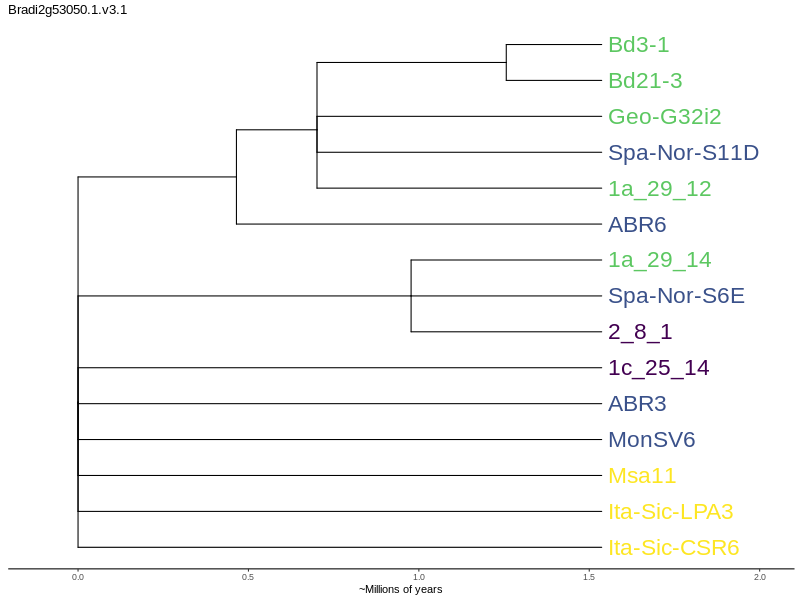 Bradi2g53050.1.v3.1
Bd3-1
Bd21-3
Geo-G32i2
Spa-Nor-S11D
1a_29_12
ABR6
1a_29_14
Spa-Nor-S6E
2_8_1
1c_25_14
ABR3
MonSV6
Msa11
Ita-Sic-LPA3
Ita-Sic-CSR6
0.0 0.5 1.0 1.5 2.0
~Millions of years